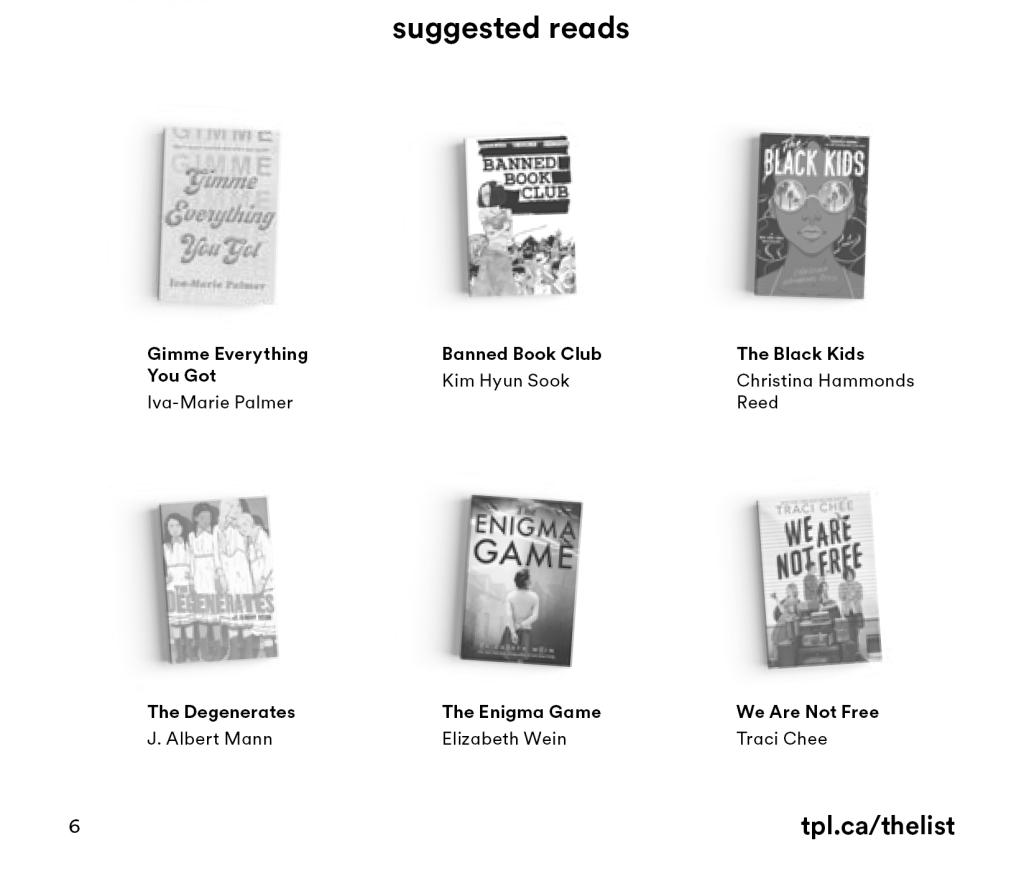 suggested reads
GIMME
GIMME
Gimme
Everything
You Got
Iva-Marie Palmer
BANNED
BOOK
CLUB
The
BLACK KIDS
Gimme Everything
You Got
Iva-Marie Palmer
Banned Book Club
Kim Hyun Sook
The Black Kids
Christina Hammonds
Reed
THE
DEGENERATES
The
ENIGMA
GAME
ELIZABETH WEIN
TRACI CHEE
WE ARE
NOT FREE
The Degenerates
J. Albert Mann
The Enigma Game
Elizabeth Wein
We Are Not Free
Traci Chee
6
tpl.ca/thelist